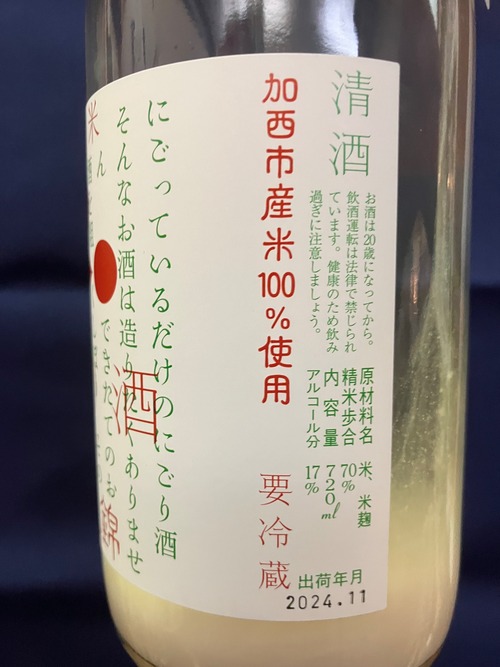 清酒
お酒は20歳になってから。
飲酒運転は法律で禁じられ
ています。健康のため飲み
過ぎに注意しましょう。
原材料名 米、米麹
精米歩合 70%
内容量 720ml
アルコール分 17%
加西市産米100%使用
要冷蔵
出荷年月
2024.11
にごっているだけのにごり酒
そんなお酒は造りたくありませ
ん
できたてのお
米
酒
錦